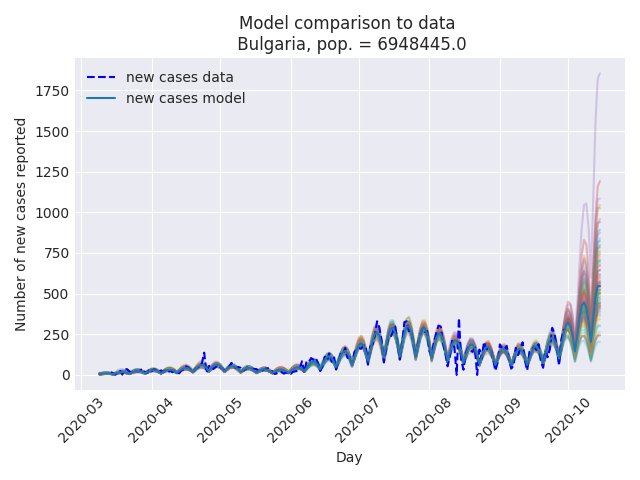 Model comparison to data
Bulgaria, pop. = 6948445.0
new cases data
new cases model
Number of new cases reported
1750
1500
1250
1000
750
500
250
0
2020-03
2020-04
2020-05
2020-06
2020-07
2020-08
2020-09
2020-10
Day